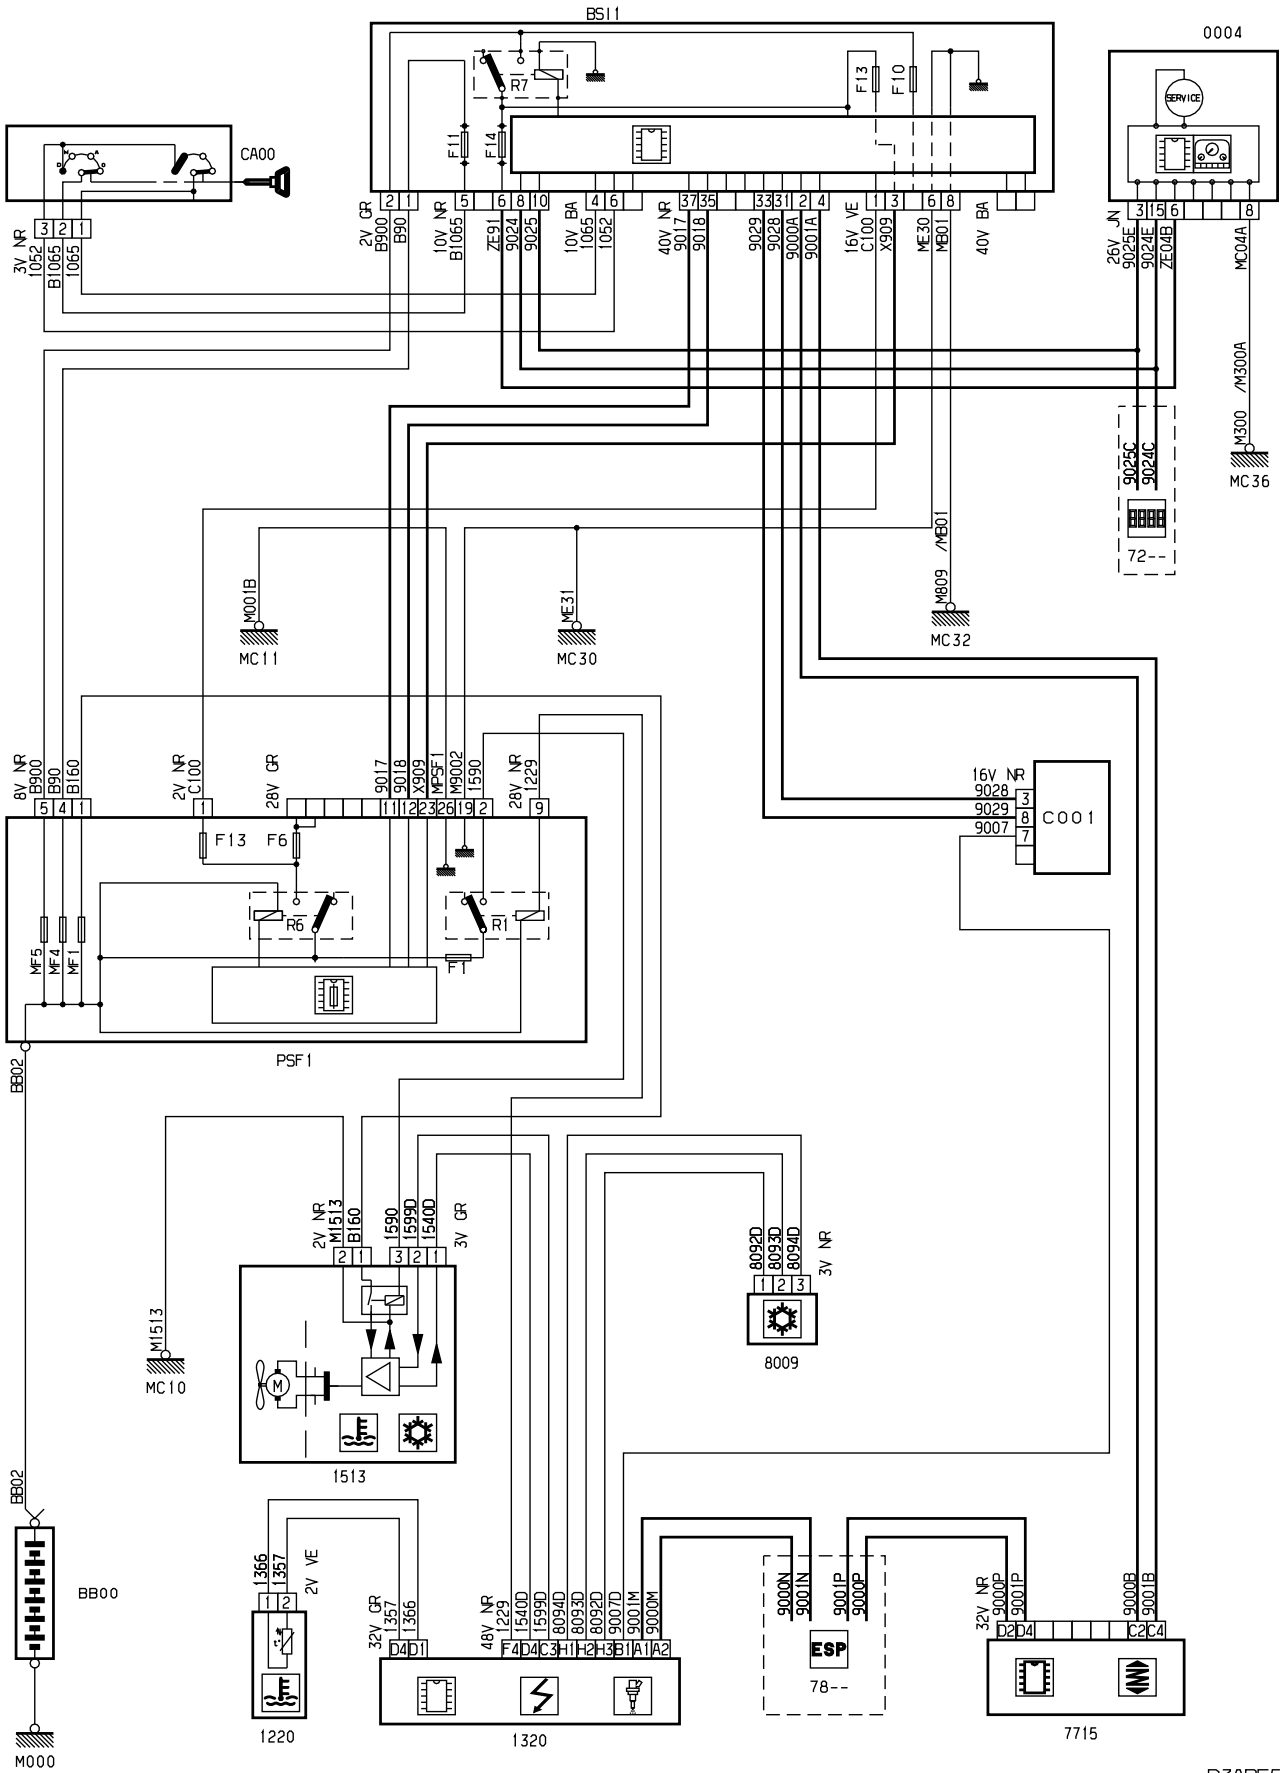 BSI1
0004
R7
F13
F10
SERVICE
F11
F14
CA00
3 2 1
3V NR
1052
B1065
1065
2 1
5
6 8 10
4 6
37 35
33 31 2 4
1 3
6 8
2V GR
B900
B90
10V NR
B1065
ZE91
9024
9025
10V BA
1065
1052
40V NR
9017
9018
9029
9028
9000A
9001A
16V VE
C100
X909
ME30
MB01
40V BA
3 15 6
8
26V JN
9025E
9024E
ZE04B
MC04A
M300 /M300A
MC36
9025C
9024C
72--
M001B
MC11
ME31
MC30
M809 /MB01
MC32
8V NR
B900
B90
B160
2V NR
C100
28V GR
9017
9018
X909
MPSF1
M9002
1590
28V NR
1229
5 4 1
1
11 12 23 26 19 2
9
F13
F6
R6
R1
MF5
MF4
MF1
F1
PSF1
BB02
16V NR
9028
9029
9007
3
8
7
C001
2V NR
M1513
B160
1590
1599D
1540D
3V GR
2 1
3 2 1
M
1513
M1513
MC10
8092D
8093D
8094D
3V NR
1 2 3
8009
BB02
BB00
M000
1366
1357
2V VE
1 2
t°
1220
32V GR
1357
1366
48V NR
1229
1540D
1599D
8094D
8093D
8092D
9007D
9001M
9000M
D4 D1
F4 D4 C3 H1 H2 H3 B1 A1 A2
1320
9000N
9001N
9001P
9000P
ESP
78--
32V NR
9000P
9001P
9000B
9001B
D2 D4
C2 C4
7715